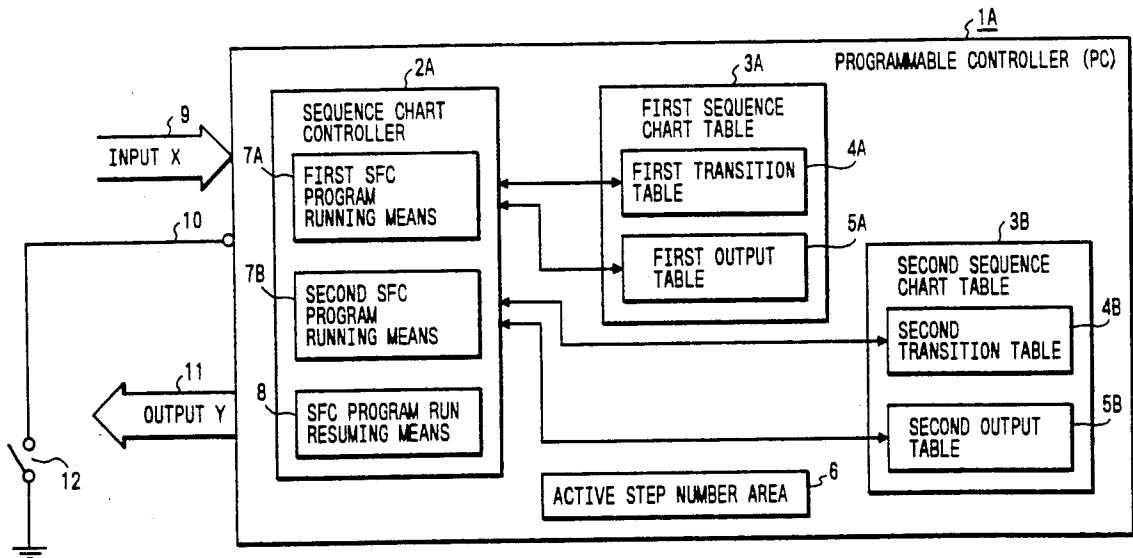 1A
PROGRAMMABLE CONTROLLER (PC)
2A
SEQUENCE CHART
CONTROLLER
7A
FIRST SFC
PROGRAM
RUNNING MEANS
7B
SECOND SFC
PROGRAM
RUNNING MEANS
8
SFC PROGRAM RUN
RESUMING MEANS
3A
FIRST SEQUENCE
CHART TABLE
4A
FIRST TRANSITION
TABLE
5A
FIRST OUTPUT
TABLE
3B
SECOND SEQUENCE
CHART TABLE
4B
SECOND
TRANSITION TABLE
5B
SECOND OUTPUT
TABLE
6
ACTIVE STEP NUMBER AREA
9
INPUT X
10
11
OUTPUT Y
12